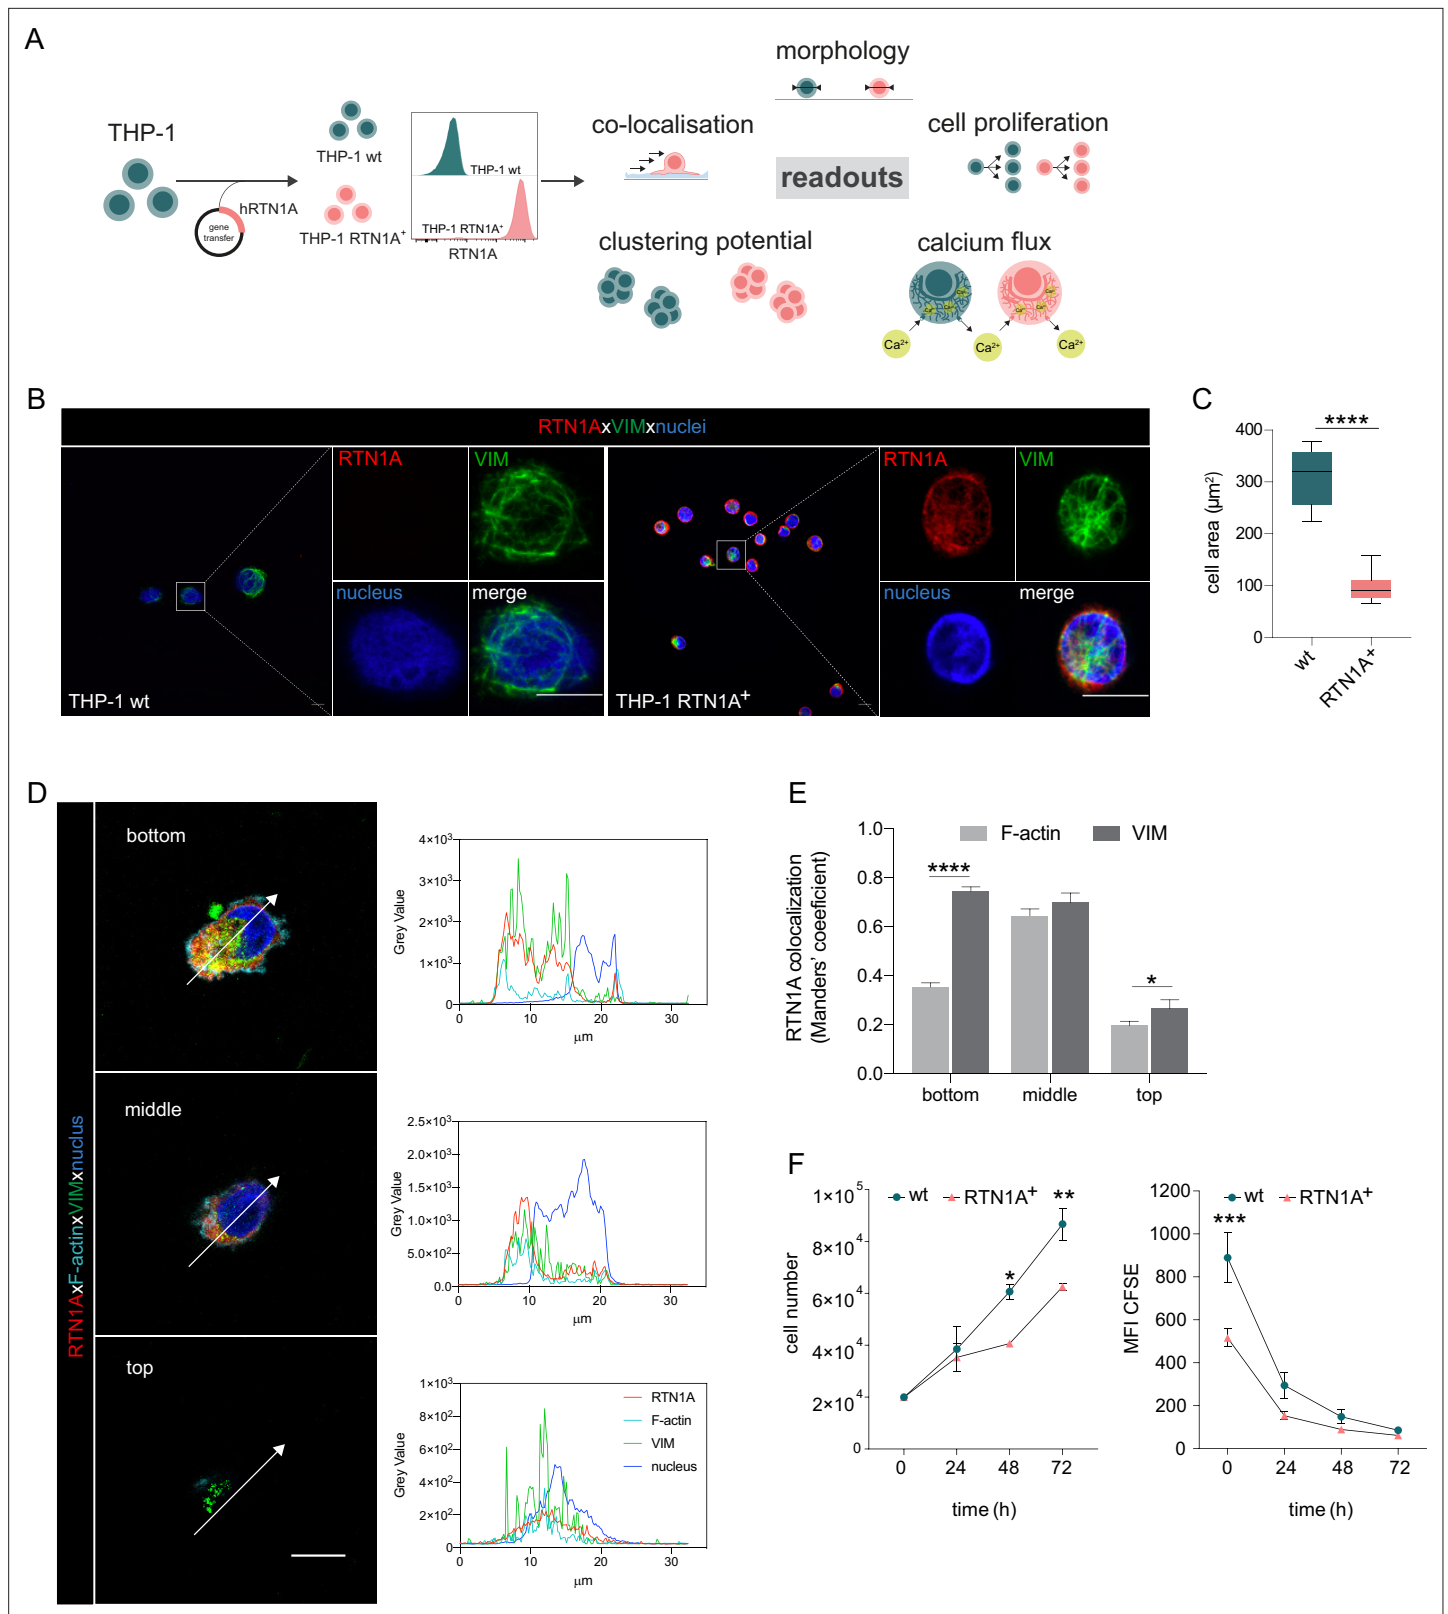 A
THP-1
hRTN1A
gene
transfer
THP-1 wt
THP-1 RTN1A⁺
THP-1 wt
THP-1 RTN1A⁺
RTN1A
morphology
co-localisation
cell proliferation
readouts
clustering potential
calcium flux
Ca²⁺ Ca²⁺ Ca²⁺
B
RTN1AxVIMxnuclei
RTN1A VIM
nucleus merge
THP-1 wt
RTN1A VIM
nucleus merge
THP-1 RTN1A⁺
C
****
cell area (µm²)
400
300
200
100
0
wt
RTN1A⁺
D
RTN1AxF-actinxVIMxnuclus
bottom
middle
top
Grey Value
4×10³
3×10³
2×10³
1×10³
0
0 10 20 30
µm
Grey Value
2.5×10³
2.0×10³
1.5×10³
1.0×10³
5.0×10²
0.0
0 10 20 30
µm
Grey Value
1×10³
8×10²
6×10²
4×10²
2×10²
0
0 10 20 30
µm
RTN1A
F-actin
VIM
nucleus
E
RTN1A colocalization
(Manders' coeeficient)
1.0
0.8
0.6
0.4
0.2
0.0
F-actin VIM
****
*
bottom middle top
F
wt RTN1A⁺
cell number
1×10⁵
8×10⁴
6×10⁴
4×10⁴
2×10⁴
0
*
**
0 24 48 72
time (h)
wt RTN1A⁺
MFI CFSE
1200
1000
800
600
400
200
0
***
0 24 48 72
time (h)